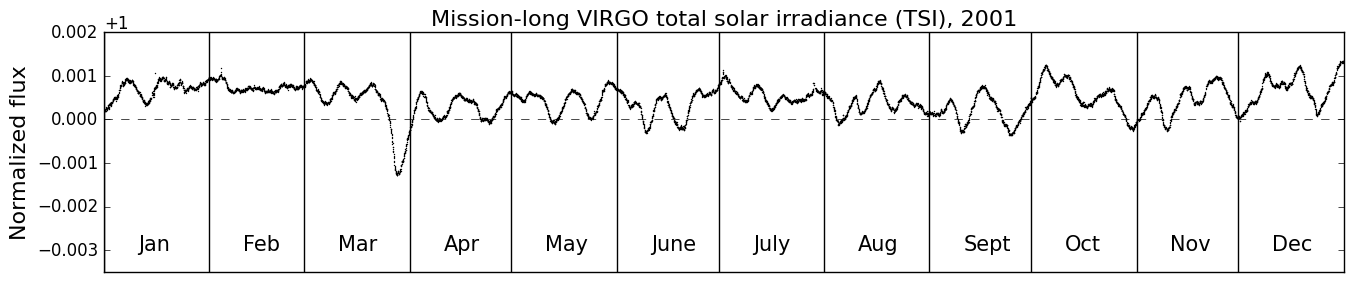 Mission-long VIRGO total solar irradiance (TSI), 2001
+1
Normalized flux
0.002
0.001
0.000
−0.001
−0.002
−0.003
Jan Feb Mar Apr May June July Aug Sept Oct Nov Dec